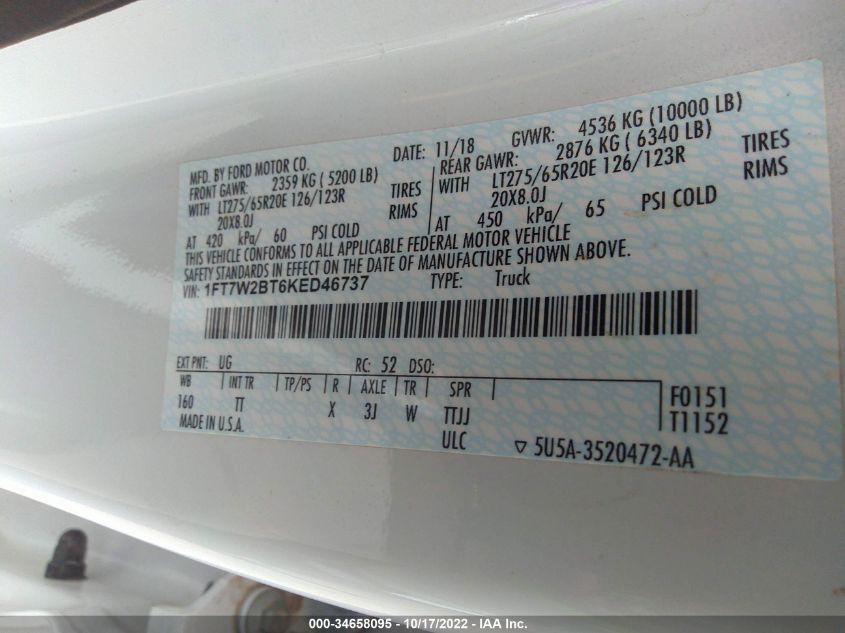 MFD. BY FORD MOTOR CO.
DATE: 11/18 GVWR: 4536 KG (10000 LB)
FRONT GAWR: 2359 KG ( 5200 LB)
REAR GAWR: 2876 KG ( 6340 LB)
WITH LT275/65R20E 126/123R TIRES
WITH LT275/65R20E 126/123R TIRES
20X8.0J RIMS
20X8.0J RIMS
AT 420 kPa/ 60 PSI COLD
AT 450 kPa/ 65 PSI COLD
THIS VEHICLE CONFORMS TO ALL APPLICABLE FEDERAL MOTOR VEHICLE
SAFETY STANDARDS IN EFFECT ON THE DATE OF MANUFACTURE SHOWN ABOVE.
VIN: 1FT7W2BT6KED46737 TYPE: Truck
EXT PNT: UG RC: 52 DSO:
WB INT TR TP/PS R AXLE TR SPR
160 TT X 3J W TTJJ
F0151
T1152
MADE IN U.S.A. ULC
▽ 5U5A-3520472-AA
000-34658095 - 10/17/2022 - IAA Inc.